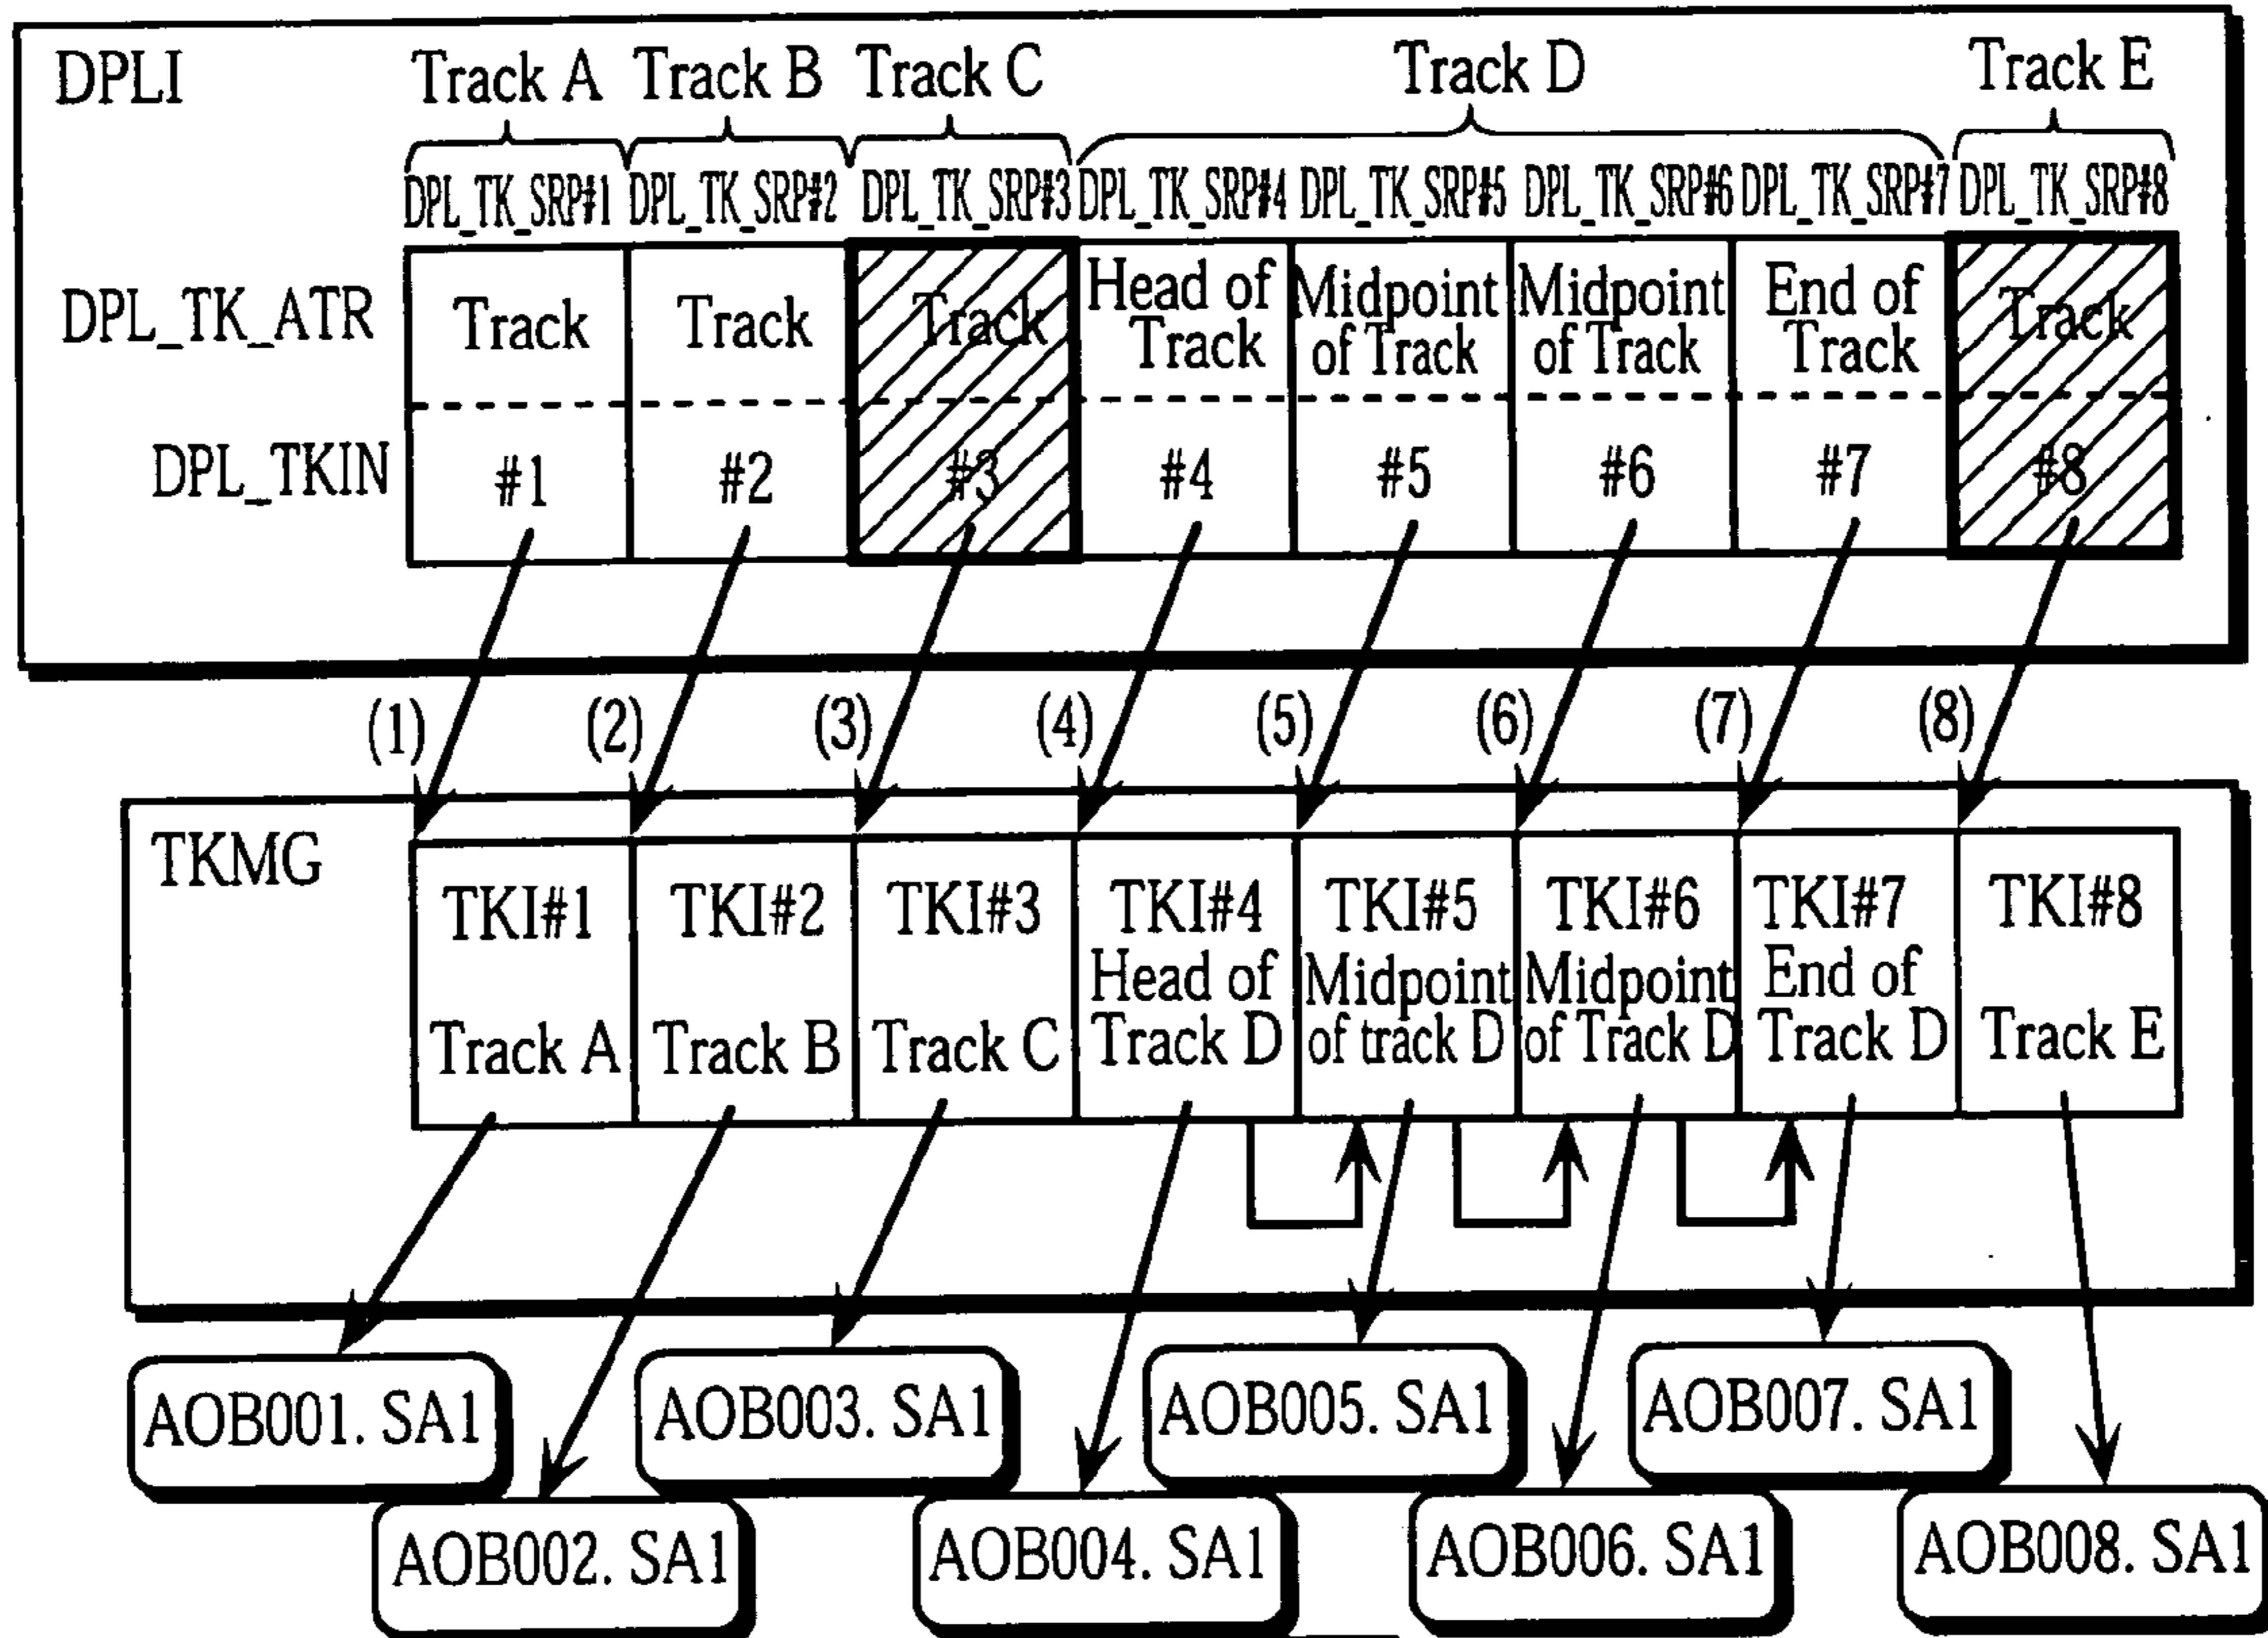 DPLI
Track A Track B Track C Track D Track E
DPL_TK_SRP#1 DPL_TK_SRP#2 DPL_TK_SRP#3 DPL_TK_SRP#4 DPL_TK_SRP#5 DPL_TK_SRP#6 DPL_TK_SRP#7 DPL_TK_SRP#8
DPL_TK_ATR
Track
Track
Track
Head of
Track
Midpoint
of Track
Midpoint
of Track
End of
Track
Track
DPL_TKIN #1 #2 #3 #4 #5 #6 #7 #8
(1) (2) (3) (4) (5) (6) (7) (8)
TKMG
TKI#1
Track A
TKI#2
Track B
TKI#3
Track C
TKI#4
Head of
Track D
TKI#5
Midpoint
of track D
TKI#6
Midpoint
of Track D
TKI#7
End of
Track D
TKI#8
Track E
AOB001. SA1 AOB003. SA1 AOB005. SA1 AOB007. SA1
AOB002. SA1 AOB004. SA1 AOB006. SA1 AOB008. SA1